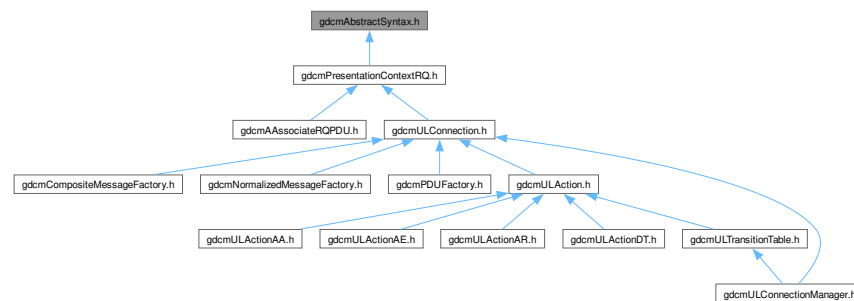 gdcmAbstractSyntax.h
gdcmPresentationContextRQ.h
gdcmAAssociateRQPDU.h
gdcmULConnection.h
gdcmCompositeMessageFactory.h
gdcmNormalizedMessageFactory.h
gdcmPDUFactory.h
gdcmULAction.h
gdcmULActionAA.h
gdcmULActionAE.h
gdcmULActionAR.h
gdcmULActionDT.h
gdcmULTransitionTable.h
gdcmULConnectionManager.h